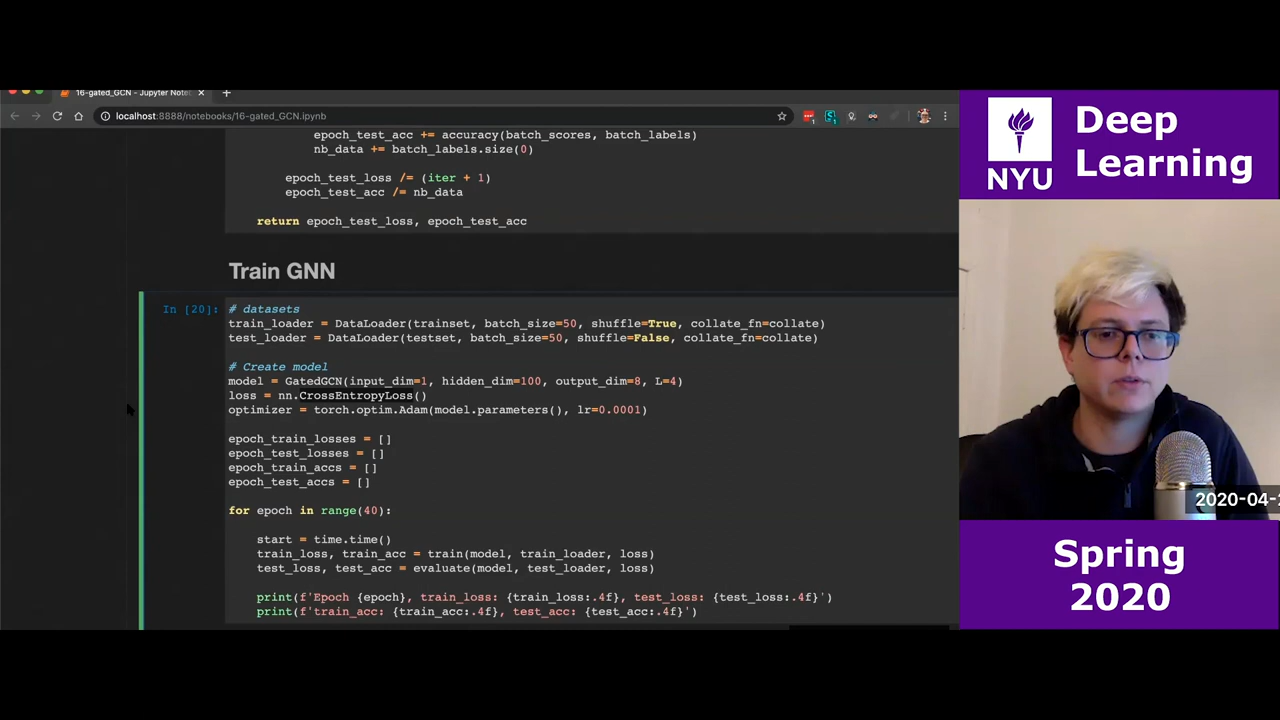 16-gated_GCN - Jupyter Note
localhost:8888/notebooks/16-gated_GCN.ipynb
epoch_test_acc += accuracy(batch_scores, batch_labels)
nb_data += batch_labels.size(0)
epoch_test_loss /= (iter + 1)
epoch_test_acc /= nb_data
return epoch_test_loss, epoch_test_acc
Train GNN
In [20]:
# datasets
train_loader = DataLoader(trainset, batch_size=50, shuffle=True, collate_fn=collate)
test_loader = DataLoader(testset, batch_size=50, shuffle=False, collate_fn=collate)
# Create model
model = GatedGCN(input_dim=1, hidden_dim=100, output_dim=8, L=4)
loss = nn.CrossEntropyLoss()
optimizer = torch.optim.Adam(model.parameters(), lr=0.0001)
epoch_train_losses = []
epoch_test_losses = []
epoch_train_accs = []
epoch_test_accs = []
for epoch in range(40):
start = time.time()
train_loss, train_acc = train(model, train_loader, loss)
test_loss, test_acc = evaluate(model, test_loader, loss)
print(f'Epoch {epoch}, train_loss: {train_loss:.4f}, test_loss: {test_loss:.4f}')
print(f'train_acc: {train_acc:.4f}, test_acc: {test_acc:.4f}')
NYU
Deep
Learning
2020-04-2
Spring
2020